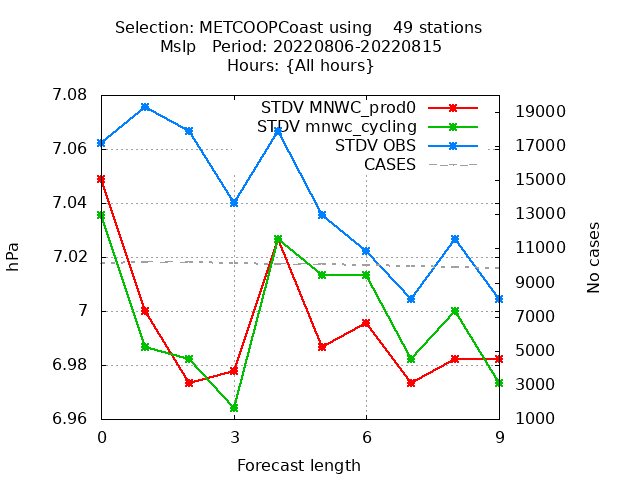 Selection: METCOOPCoast using    49 stations
Mslp   Period: 20220806-20220815
Hours: {All hours}
7.08
7.06
7.04
7.02
7
6.98
6.96
hPa
STDV MNWC_prod0
STDV mnwc_cycling
STDV OBS
CASES
19000
17000
15000
13000
11000
9000
7000
5000
3000
1000
No cases
0 3 6 9
Forecast length